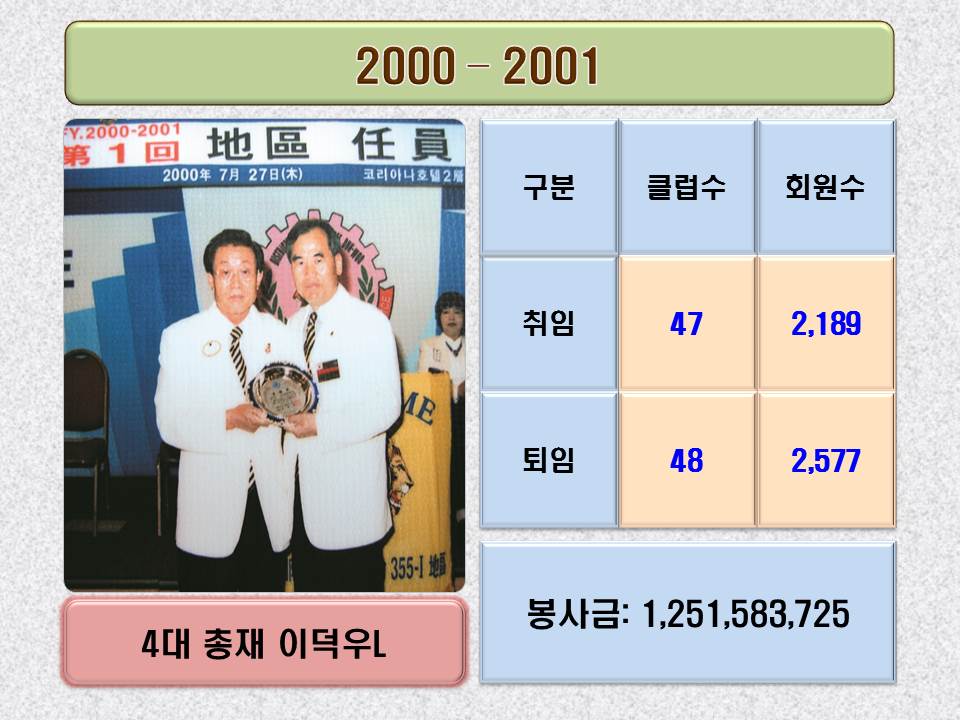 2000 – 2001
FY.2000-2001
第1回 地區 任員
2000年 7月 27日(木) 코리아나호텔2層
355-I 地區
4대 총재 이덕우L
구분 클럽수 회원수
취임 47 2,189
퇴임 48 2,577
봉사금: 1,251,583,725